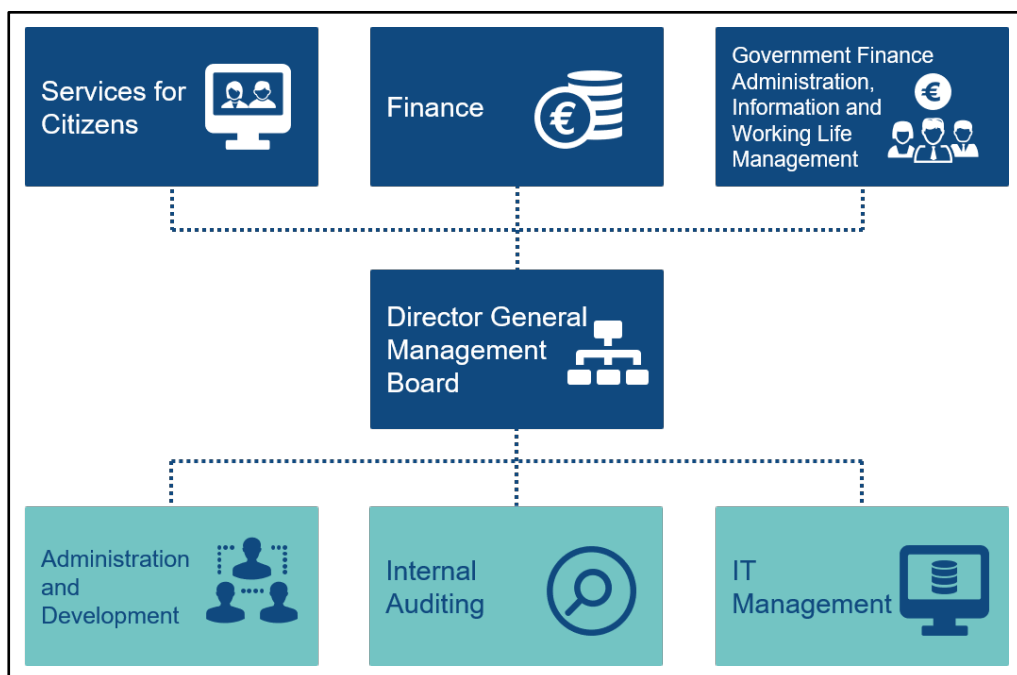 Services for
Citizens
Finance
Government Finance
Administration,
Information and
Working Life
Management
€
€
Director General
Management
Board
Administration
and
Development
Internal
Auditing
IT
Management